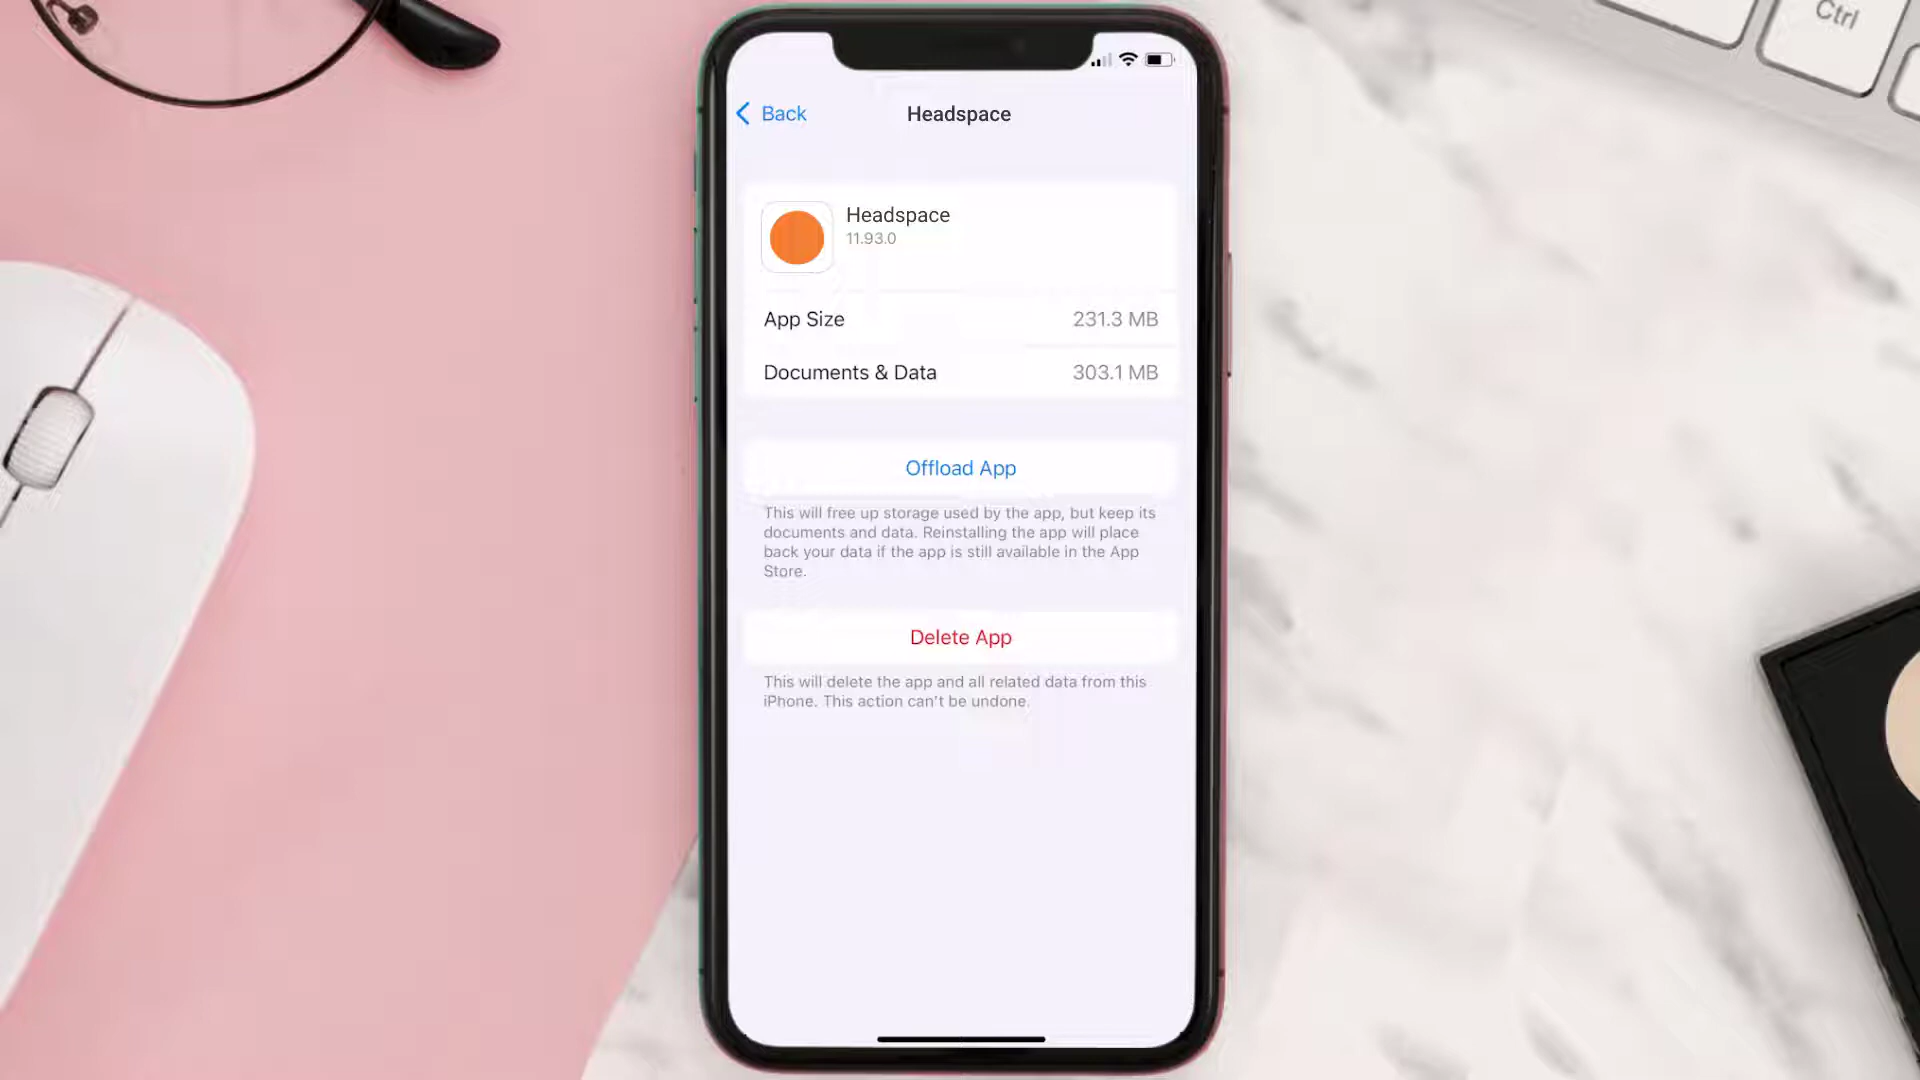 Ctrl
Back
Headspace
Headspace
11.93.0
App Size
231.3 MB
Documents & Data
303.1 MB
Offload App
This will free up storage used by the app, but keep its
documents and data. Reinstalling the app will place
back your data if the app is still available in the App
Store.
Delete App
This will delete the app and all related data from this
iPhone. This action can't be undone.